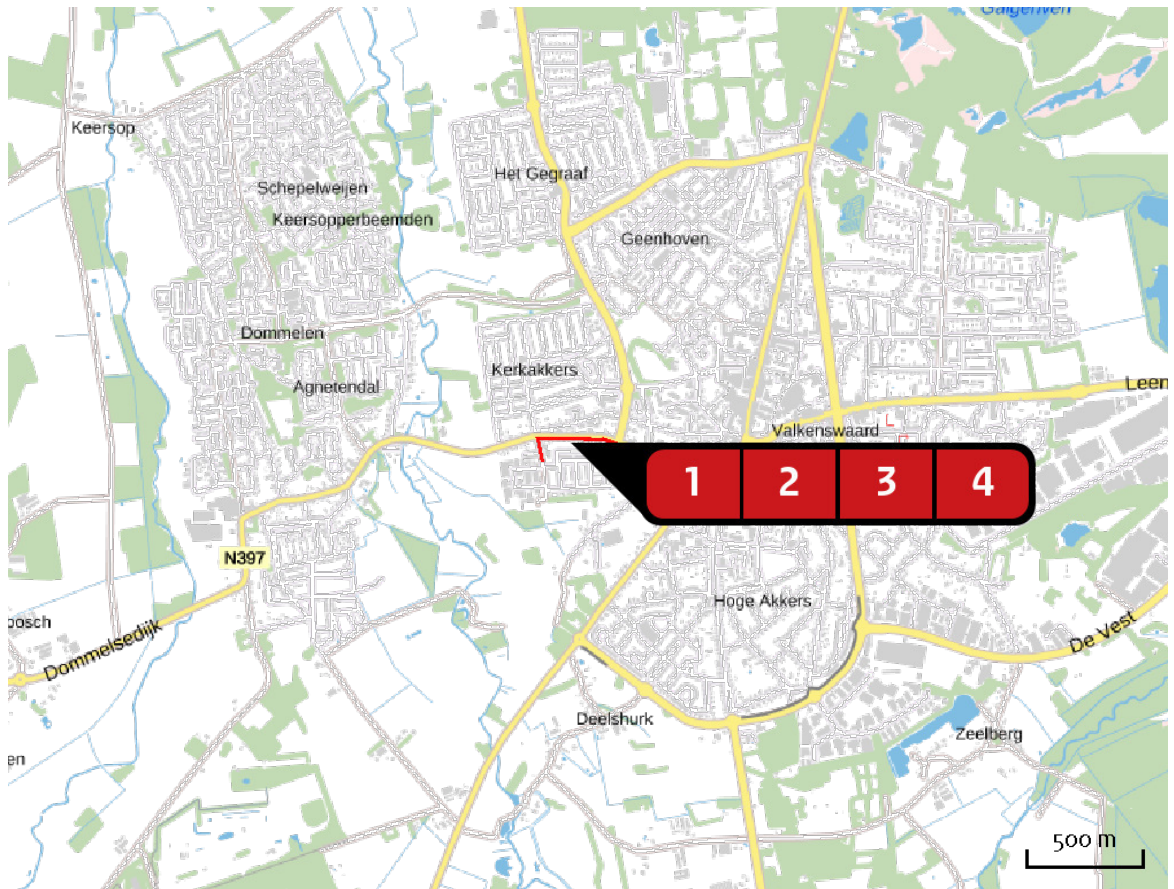 Galgenven
Keersop
Het Gegraaf
Schepelweijen
Keersopperbeemden
Geenhoven
Dommelen
Kerkakkers
Agnetendal
Leen
Valkenswaard
1 2 3 4
N397
Hoge Akkers
bosch
De Vest
Dommelsedijk
Deelshurk
Zeelberg
en
500 m